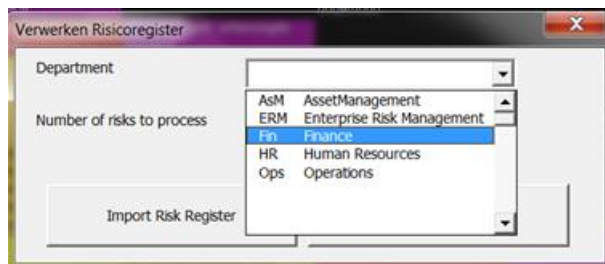 Verwerken Risicoregister
Department
AsM AssetManagement
Number of risks to process
ERM Enterprise Risk Management
Fin Finance
HR Human Resources
Ops Operations
Import Risk Register